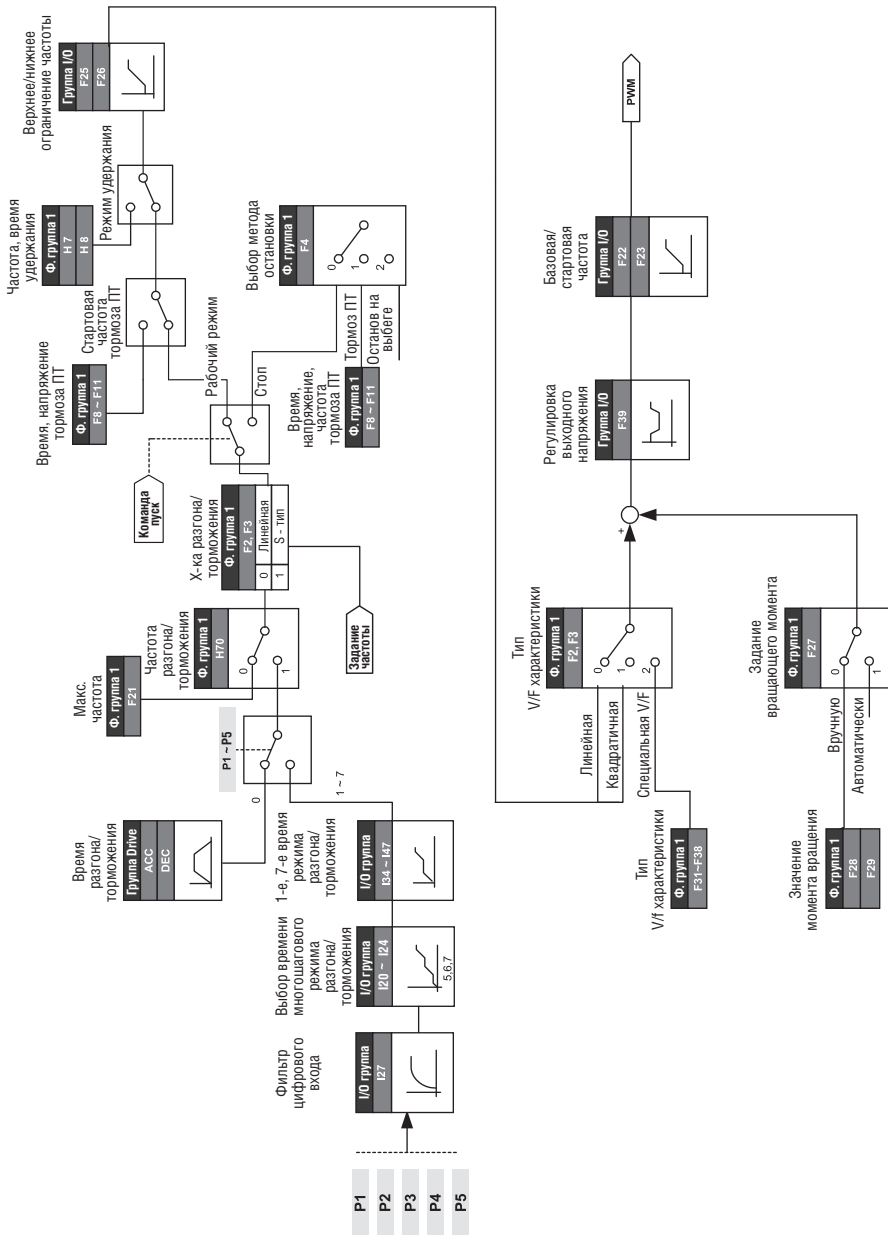 P1
P2
P3
P4
P5
Фильтр
цифрового
входа
I/O группа
I27
Выбор времени
многошагового
режима
разгона/
торможения
I/O группа
I20 ~ I24
5,6,7
1-е, 7-е время
режима
разгона/
торможения
I/O группа
I34 ~ I47
Время
разгона/
торможения
Группа Drive
ACC
DEC
P1 ~ P5
0
1 ~ 7
Макс.
частота
Ф. группа 1
F21
Частота
разгона/
торможения
Ф. группа 1
H70
0
1
Х-ка разгона/
торможения
Ф. группа 1
F2, F3
0 Линейная
1 S - тип
Задание
частоты
Команда
пуск
Рабочий режим
Стоп
Время, напряжение
тормоза ПТ
Ф. группа 1
F8 ~ F11
Стартовая
частота
тормоза ПТ
Частота, время
удержания
Ф. группа 1
H 7
H 8
Режим удержания
Верхнее/нижнее
ограничение частоты
Группа I/O
F25
F26
Время,
напряжение,
частота
тормоза ПТ
Ф. группа 1
F8 ~ F11
Тормоз ПТ
Останов на
выбеге
Выбор метода
остановки
Ф. группа 1
F4
0
1
2
Тип
V/f характеристики
Ф. группа 1
F31~F38
Линейная
Квадратичная
Специальная V/F
Тип
V/F характеристики
Ф. группа 1
F2, F3
0
1
2
+
Регулировка
выходного
напряжения
Группа I/O
F39
Базовая/
стартовая
частота
Группа I/O
F22
F23
PWM
Значение
момента вращения
Ф. группа 1
F28
F29
Вручную
Автоматически
Задание
вращающего момента
Ф. группа 1
F27
0
1